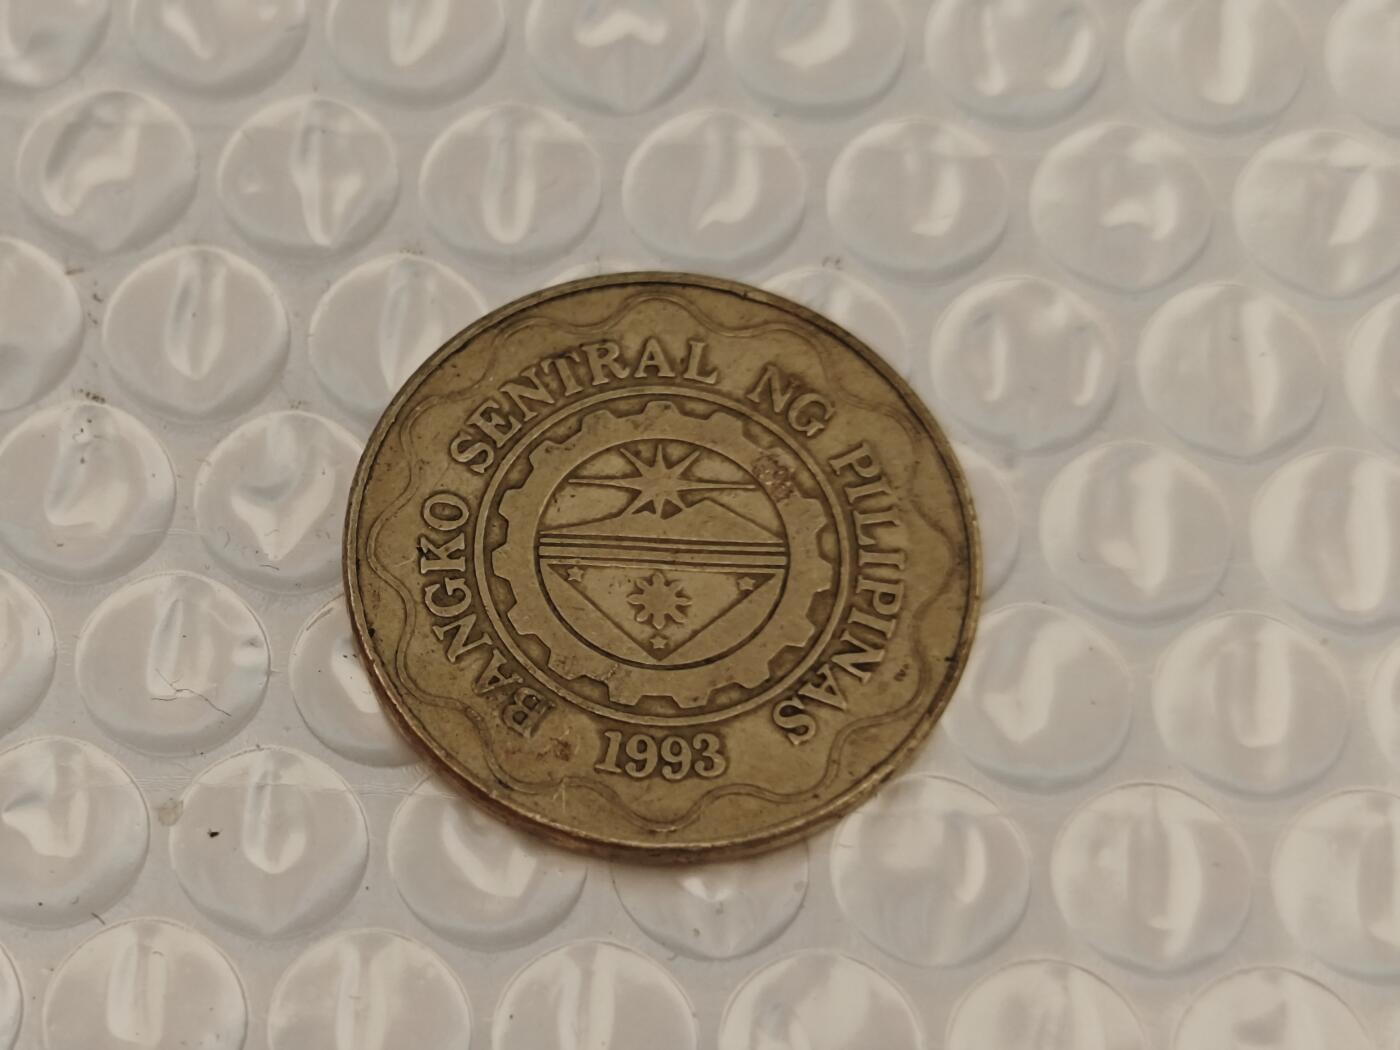 BANGKO SENTRAL NG PILIPINAS
1993